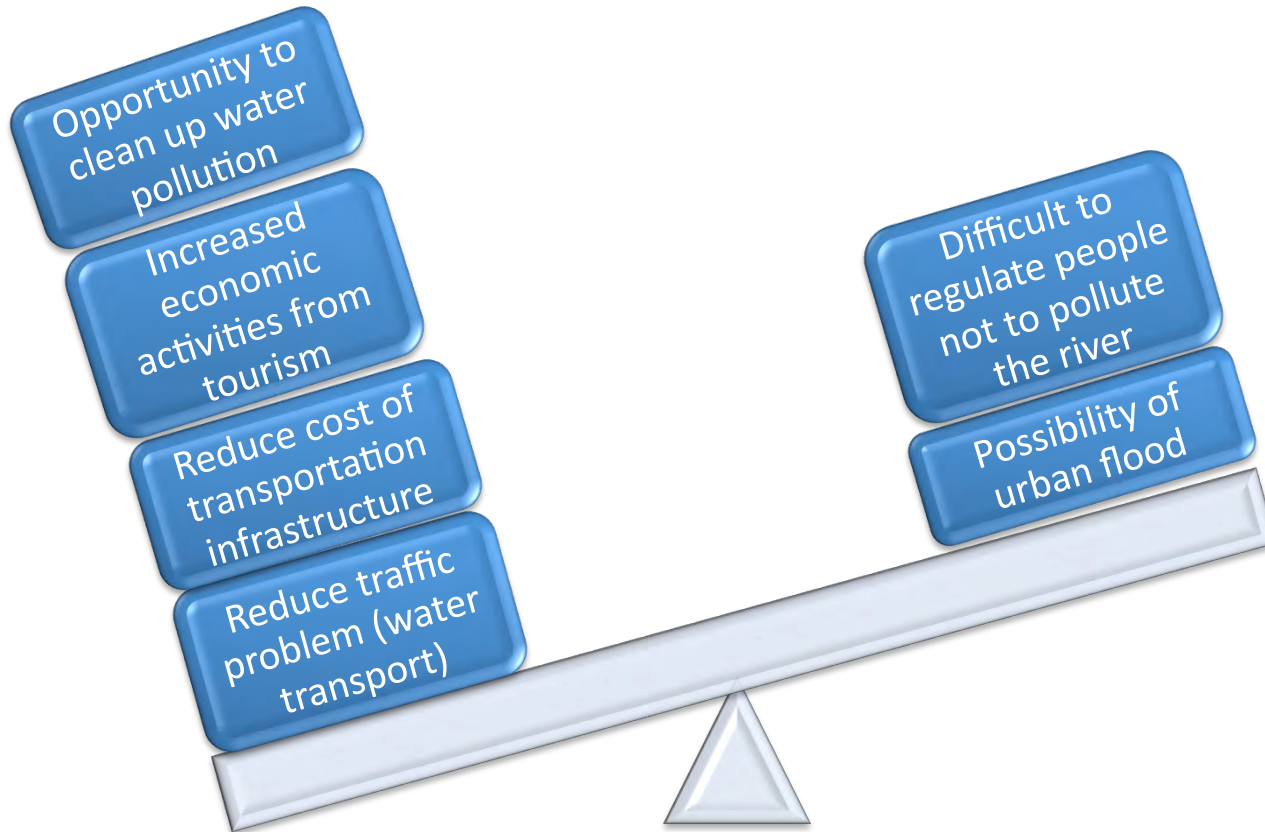 Opportunity to
clean up water
pollution
Increased
economic
activities from
tourism
Reduce cost of
transportation
infrastructure
Reduce traffic
problem (water
transport)
Difficult to
regulate people
not to pollute
the river
Possibility of
urban flood